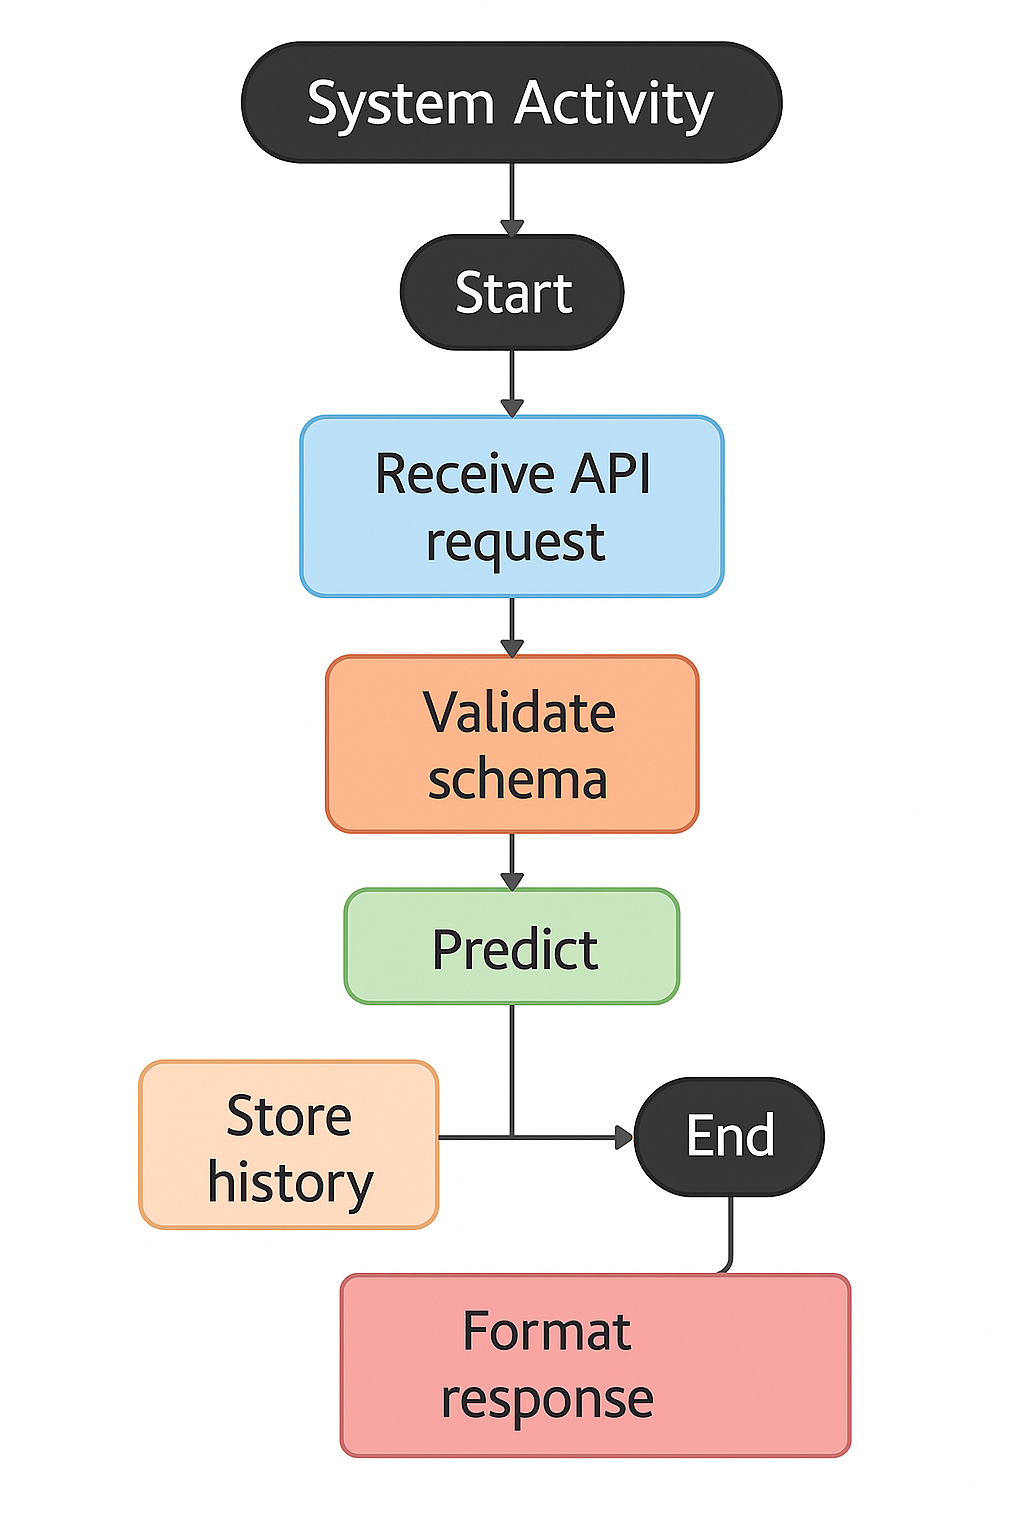 System Activity
Start
Receive API
request
Validate
schema
Predict
Store
history
End
Format
response